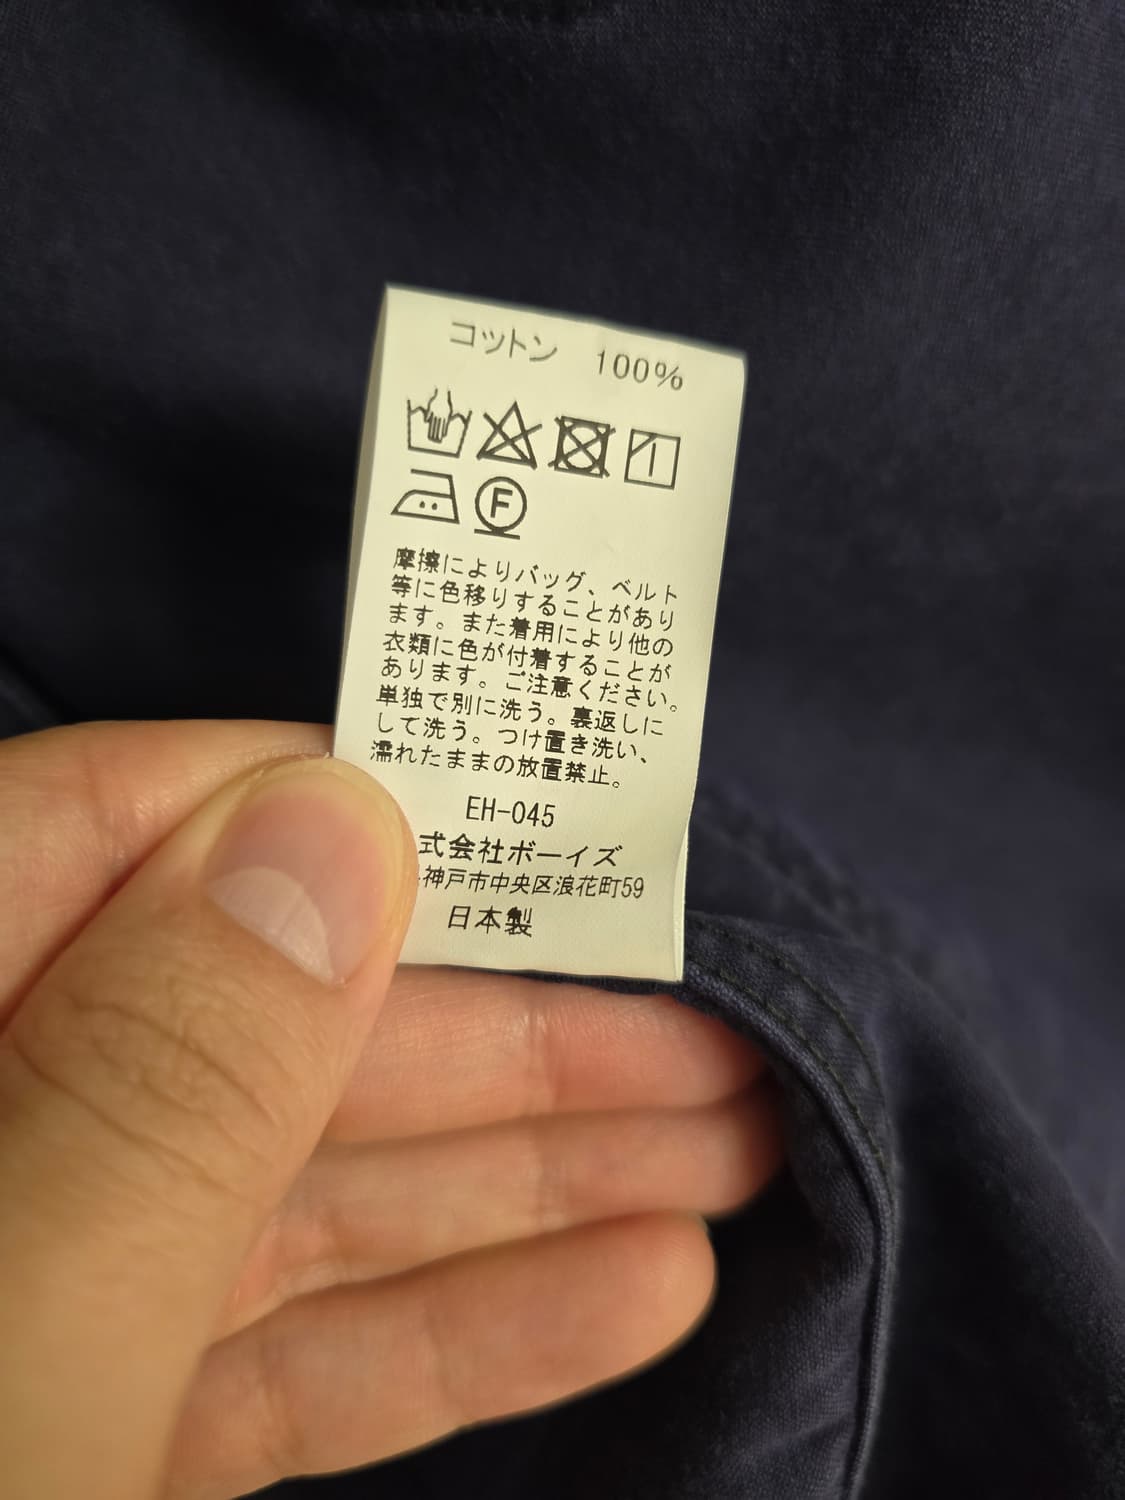 コットン 100%
F
摩擦によりバッグ、ベルト
等に色移りすることがあり
ます。また着用により他の
衣類に色が付着することが
あります。ご注意ください。
単独で別に洗う。裏返しに
して洗う。つけ置き洗い、
濡れたままの放置禁止。
EH-045
式会社ボーイズ
神戸市中央区浪花町59
日本製